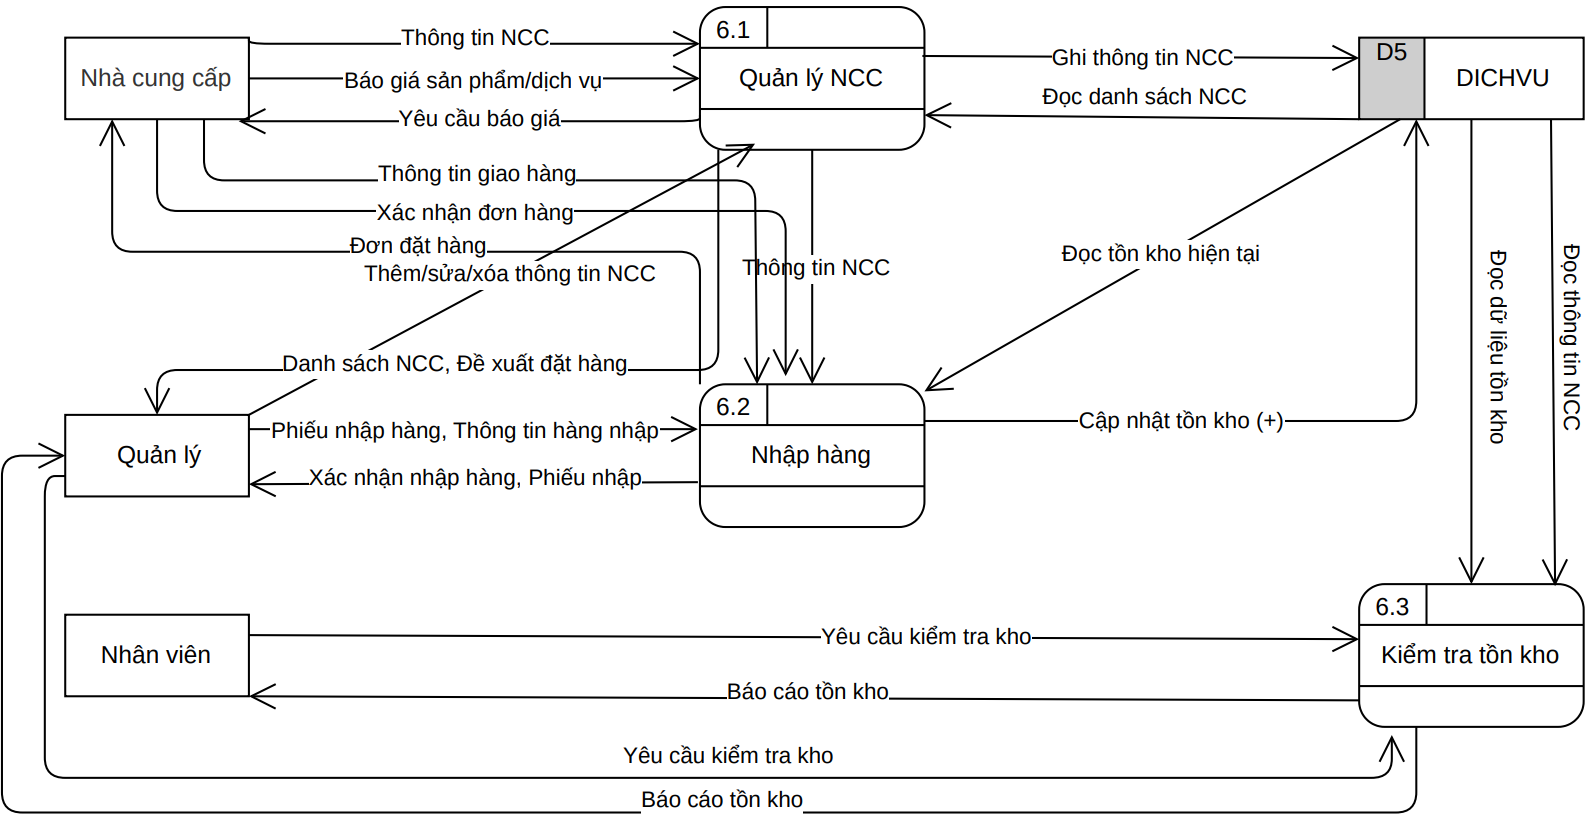 Thông tin NCC
6.1
Ghi thông tin NCC
D5
Nhà cung cấp
Báo giá sản phẩm/dịch vụ
Quản lý NCC
DICHVU
Đọc danh sách NCC
Yêu cầu báo giá
Thông tin giao hàng
Xác nhận đơn hàng
Đơn đặt hàng
Thêm/sửa/xóa thông tin NCC
Thông tin NCC
Đọc tồn kho hiện tại
Đọc dữ liệu tồn kho
Đọc thông tin NCC
Danh sách NCC, Đề xuất đặt hàng
6.2
Phiếu nhập hàng, Thông tin hàng nhập
Cập nhật tồn kho (+)
Quản lý
Nhập hàng
Xác nhận nhập hàng, Phiếu nhập
6.3
Yêu cầu kiểm tra kho
Nhân viên
Kiểm tra tồn kho
Báo cáo tồn kho
Yêu cầu kiểm tra kho
Báo cáo tồn kho